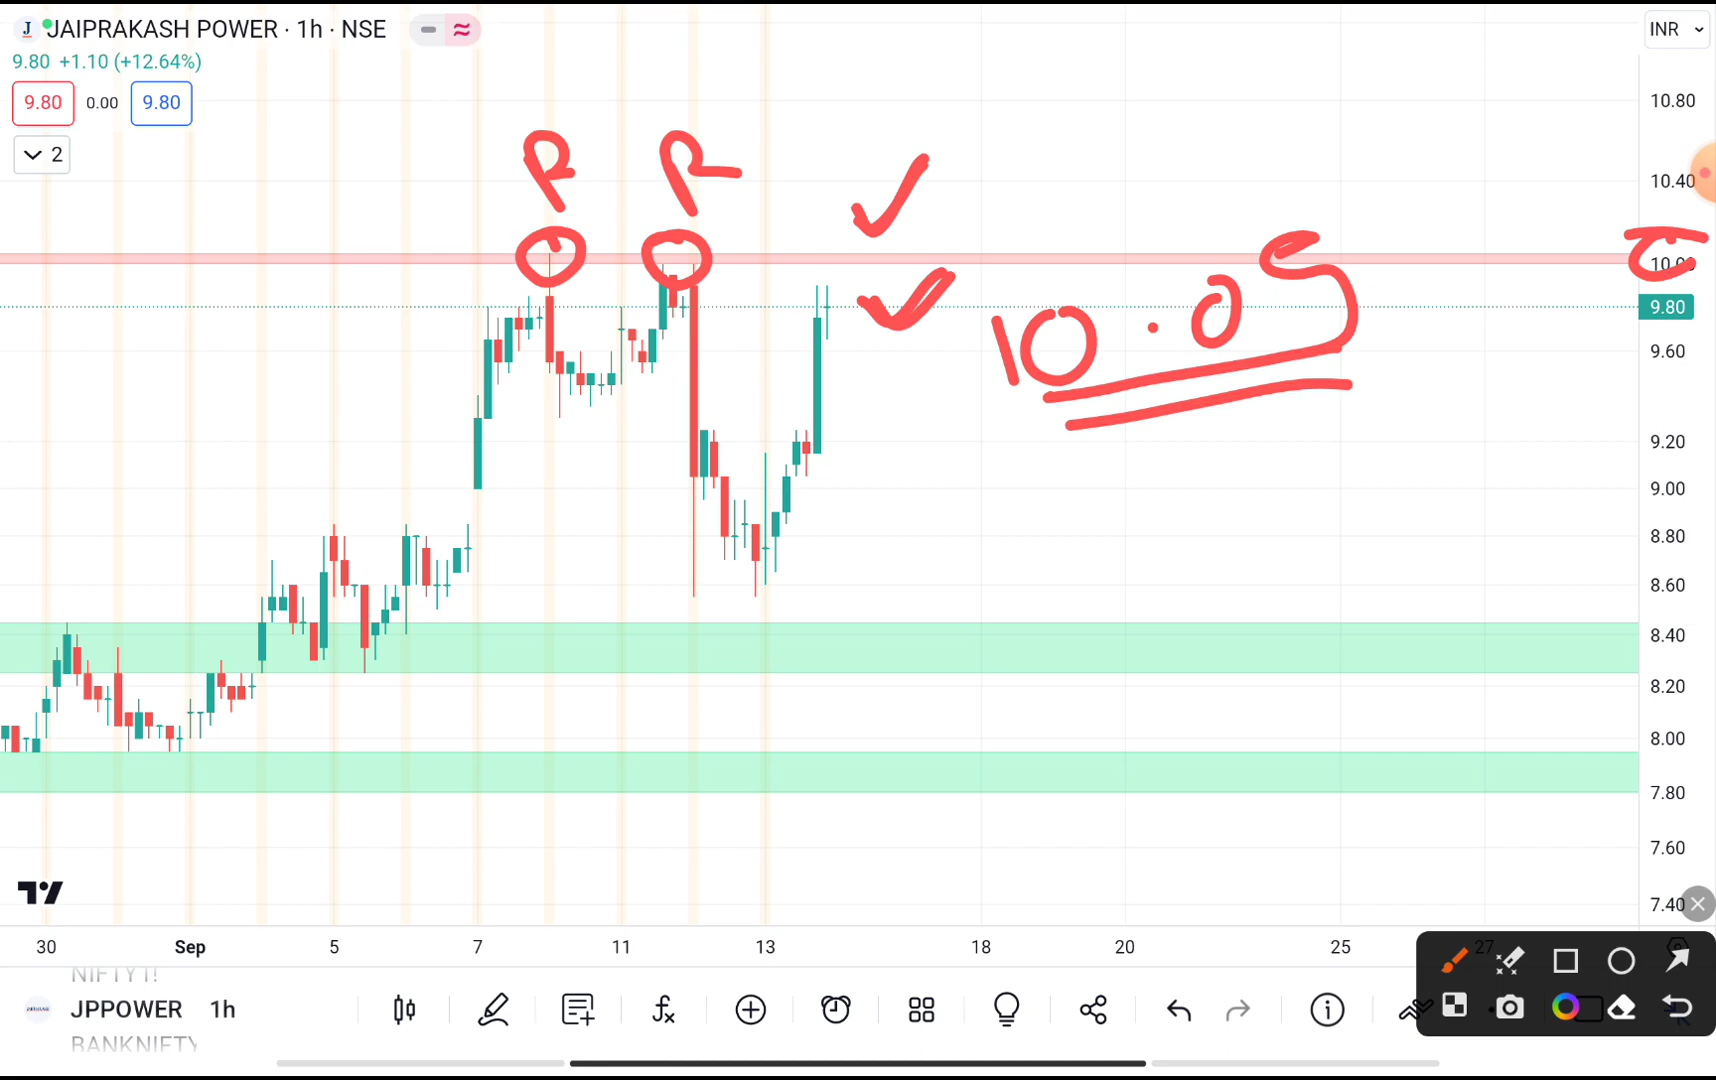 J JAIPRAKASH POWER · 1h · NSE
INR
9.80 +1.10 (+12.64%)
9.80 0.00 9.80
2
R R
10.05
10.80
10.40
10.00
9.80
9.60
9.20
9.00
8.80
8.60
8.40
8.20
8.00
7.80
7.60
7.40
30 Sep 5 7 11 13 18 20 25 27
NIFTY1!
JPPOWER 1h
BANKNIFTY